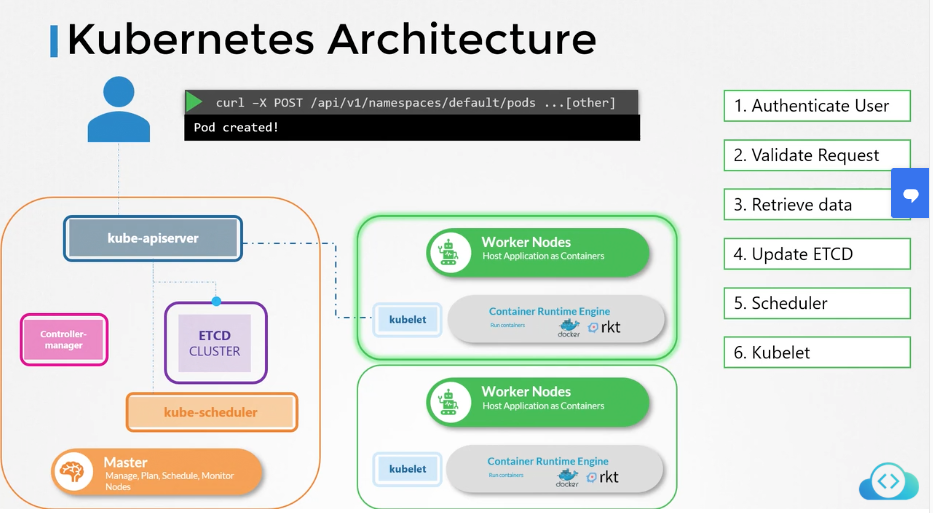 Kubernetes Architecture
curl –X POST /api/v1/namespaces/default/pods ...[other]
Pod created!
1. Authenticate User
2. Validate Request
3. Retrieve data
4. Update ETCD
5. Scheduler
6. Kubelet
kube-apiserver
Controller-
manager
ETCD
CLUSTER
kube-scheduler
Master
Manage, Plan, Schedule, Monitor
Nodes
Worker Nodes
Host Application as Containers
kubelet
Container Runtime Engine
Run containers
docker
rkt
Worker Nodes
Host Application as Containers
kubelet
Container Runtime Engine
Run containers
docker
rkt